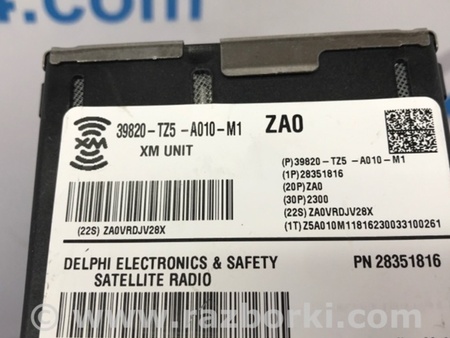 XM
39820-TZ5 -A010-M1 ZA0
XM UNIT
(P)39820-TZ5 -A010-M1
(1P)28351816
(20P)ZA0
(30P)2300
(22S) ZA0VRDJV28X
(1T)Z5A010M11816230033100261
(22S) ZA0VRDJV28X
DELPHI ELECTRONICS & SAFETY PN 28351816
SATELLITE RADIO
www.razborki.com